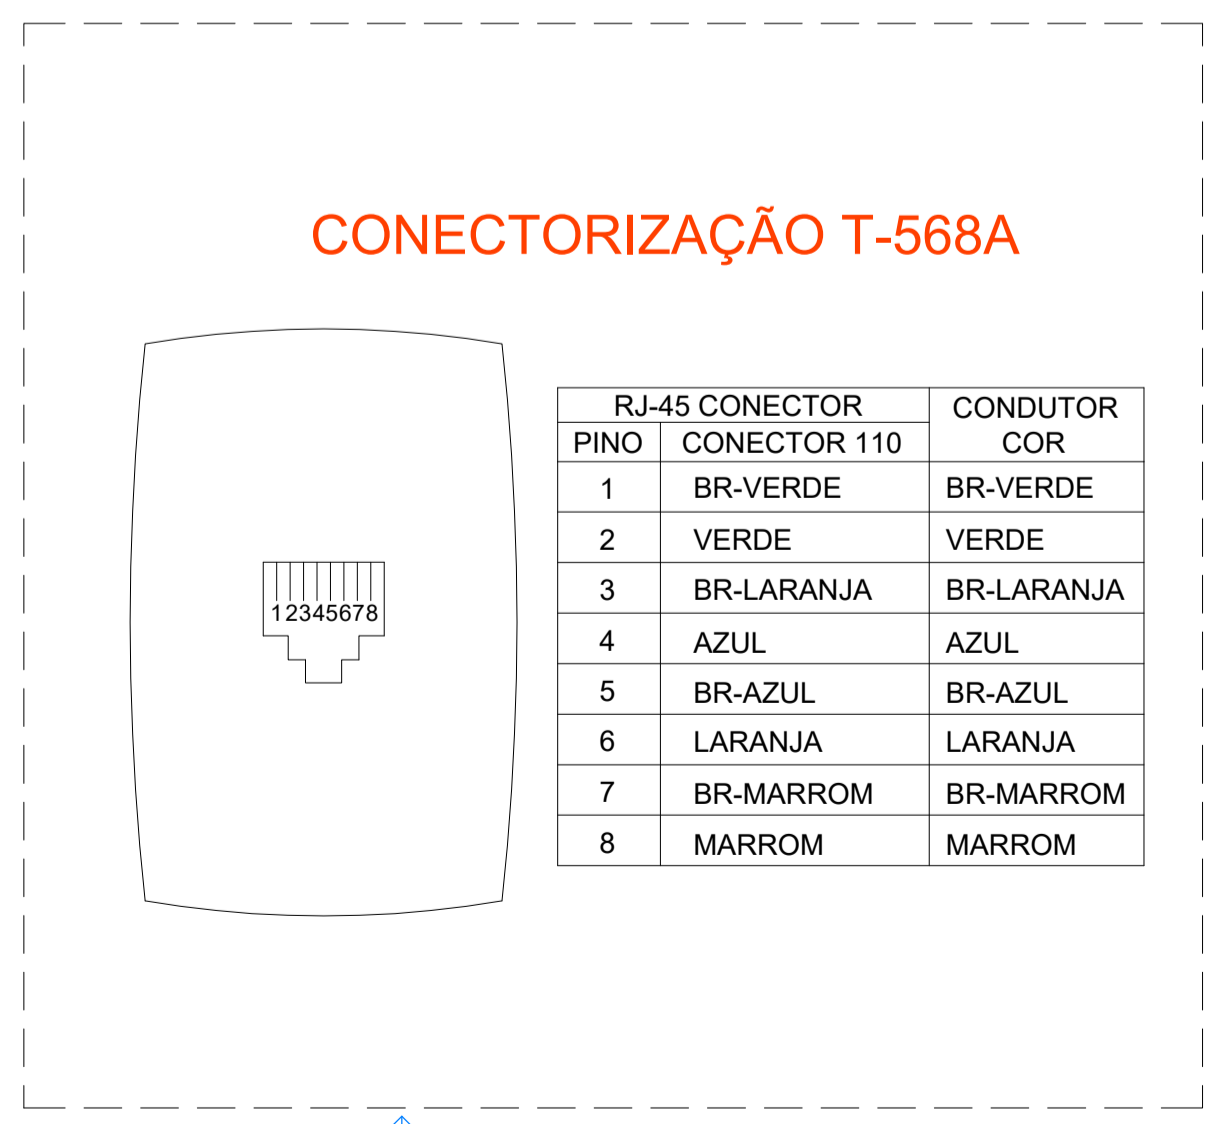 CONECTORIZAÇÃO T-568A
RJ-45 CONECTOR CONDUTOR
PINO CONECTOR 110 COR
1 BR-VERDE BR-VERDE
2 VERDE VERDE
3 BR-LARANJA BR-LARANJA
4 AZUL AZUL
5 BR-AZUL BR-AZUL
6 LARANJA LARANJA
7 BR-MARROM BR-MARROM
8 MARROM MARROM
12345678